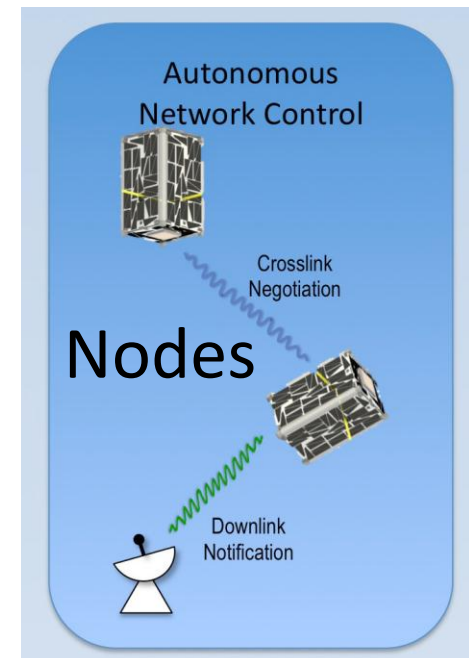 Autonomous
Network Control
Crosslink
Negotiation
Nodes
Downlink
Notification